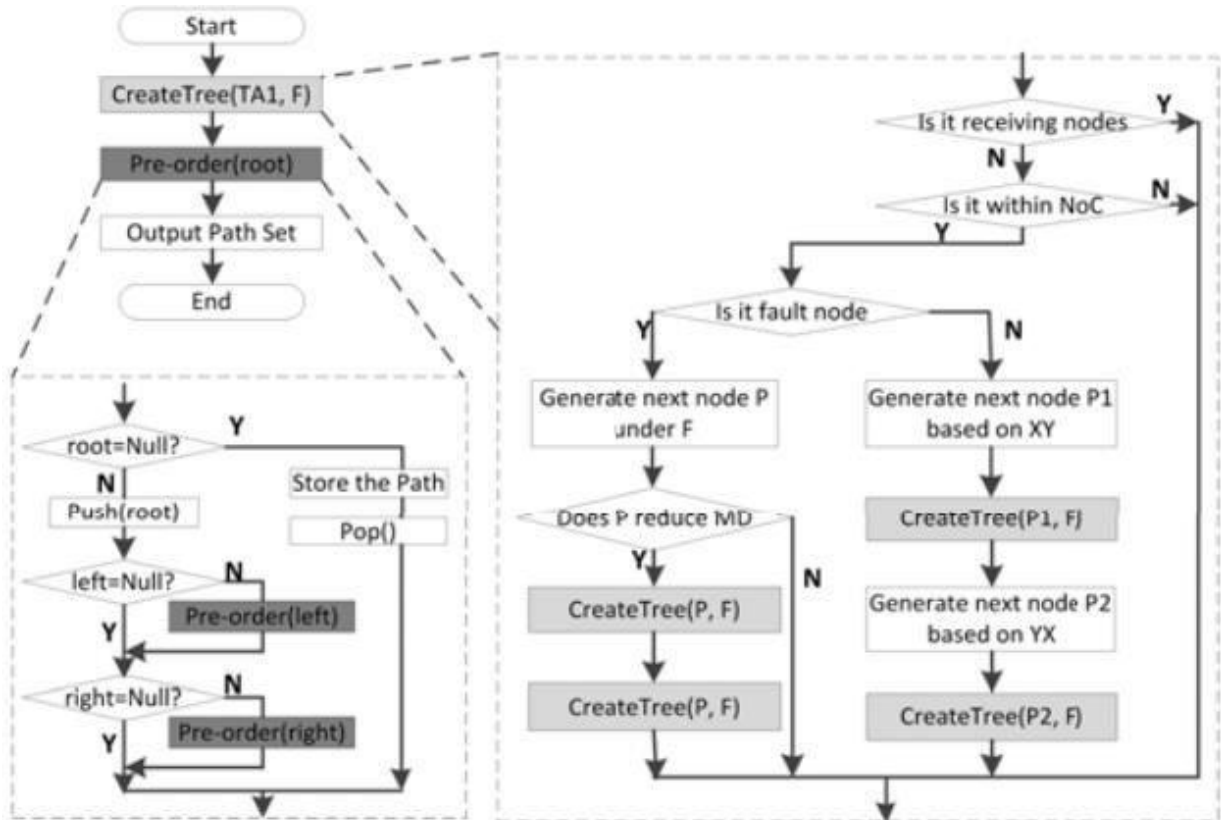 Start
CreateTree(TA1, F)
Pre-order(root)
Output Path Set
End
root=Null?
Y
N
Push(root)
Store the Path
Pop()
left=Null?
N
Pre-order(left)
Y
right=Null?
N
Pre-order(right)
Y
Is it receiving nodes
Y
N
Is it within NoC
N
Y
Is it fault node
Y
N
Generate next node P
under F
Does P reduce MD
Y
N
CreateTree(P, F)
CreateTree(P, F)
Generate next node P1
based on XY
CreateTree(P1, F)
Generate next node P2
based on YX
CreateTree(P2, F)